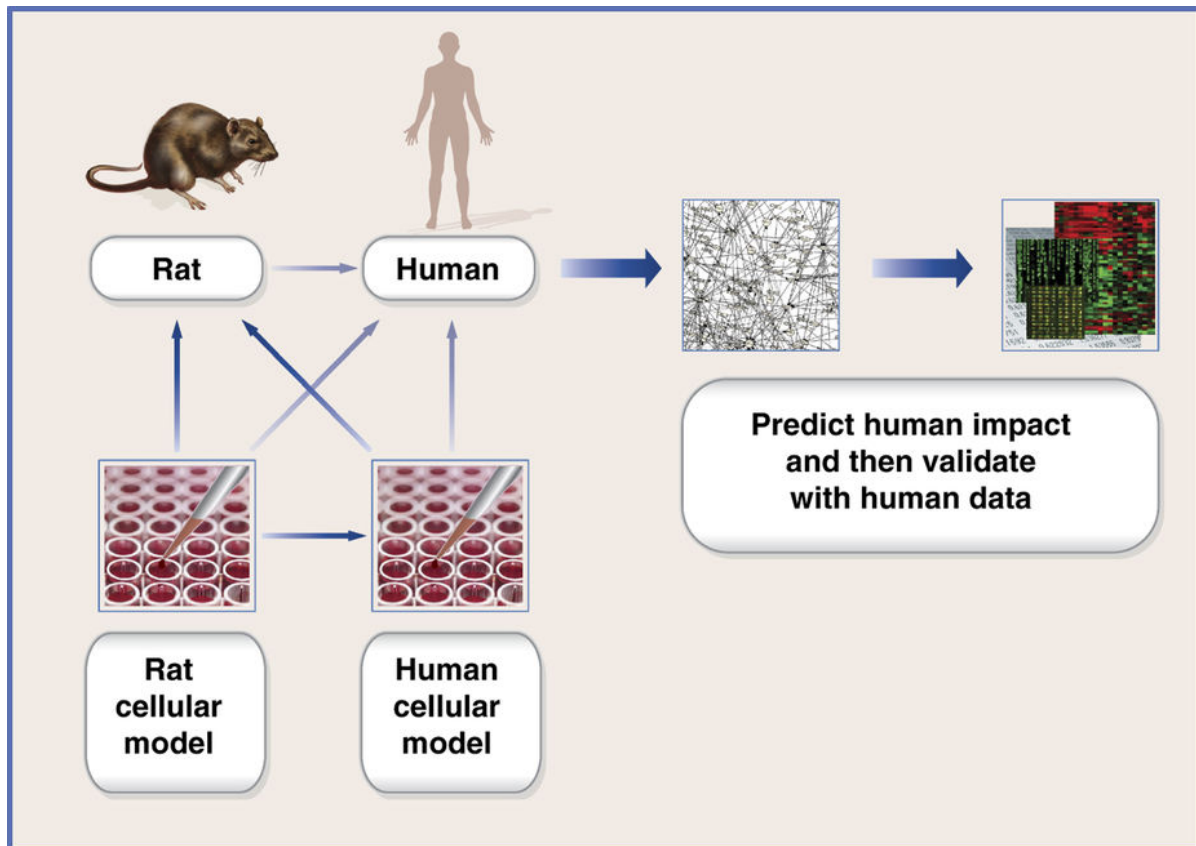 Rat
Human
Predict human impact
and then validate
with human data
Rat
cellular
model
Human
cellular
model